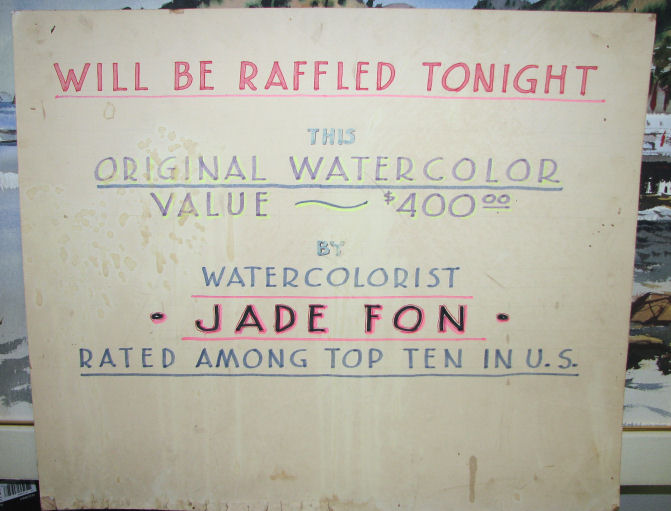 WILL BE RAFFLED TONIGHT
THIS
ORIGINAL WATERCOLOR
VALUE ~ $400.00
BY
WATERCOLORIST
• JADE FON •
RATED AMONG TOP TEN IN U.S.